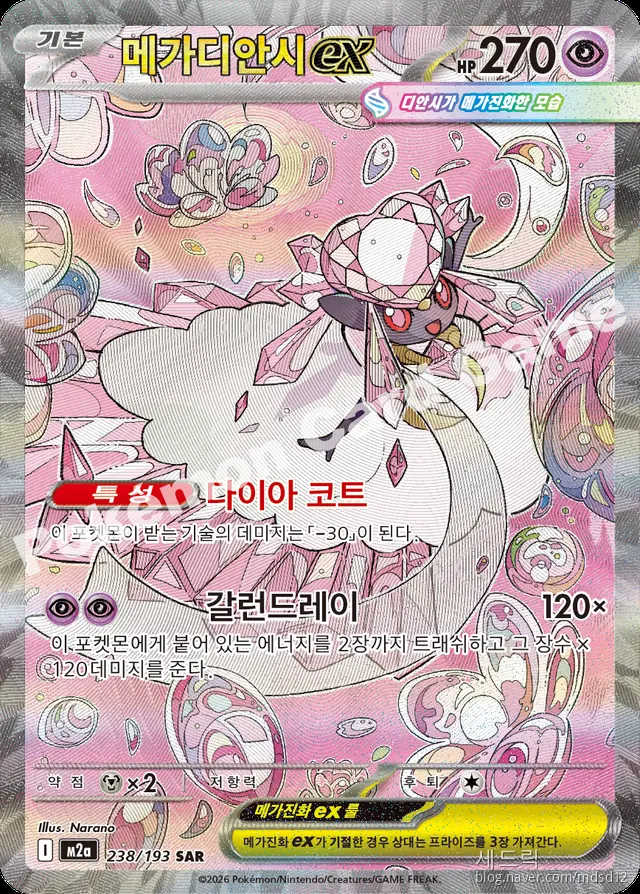 기본
메가디안시ex
HP 270
디안시가 메가진화한 모습
특성 다이아 코트
이 포켓몬이 받는 기술의 데미지는「-30」이 된다.
갈런드레이 120×
이 포켓몬에게 붙어 있는 에너지를 2장까지 트래쉬하고 그 장수 ×
120데미지를 준다.
Pokémon Card Game
약점 ×2 저항력 후퇴
메가진화 ex 룰
메가진화 ex가 기절한 경우 상대는 프라이즈를 3장 가져간다.
Illus. Narano
I m2a 238/193 SAR
©2026 Pokémon/Nintendo/Creatures/GAME FREAK.
세드릭
blog.naver.com/mdsd12